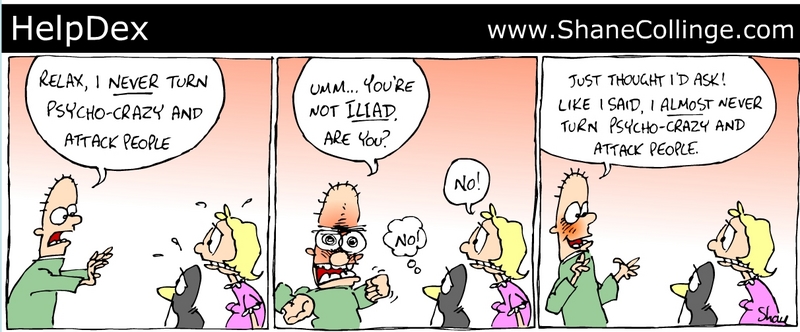 HelpDex
www.ShaneCollinge.com
RELAX, I NEVER TURN
PSYCHO-CRAZY AND
ATTACK PEOPLE
UMM... YOU'RE
NOT ILIAD,
ARE YOU?
NO!
NO!
JUST THOUGHT I'D ASK!
LIKE I SAID, I ALMOST NEVER
TURN PSYCHO-CRAZY AND
ATTACK PEOPLE.
Shane